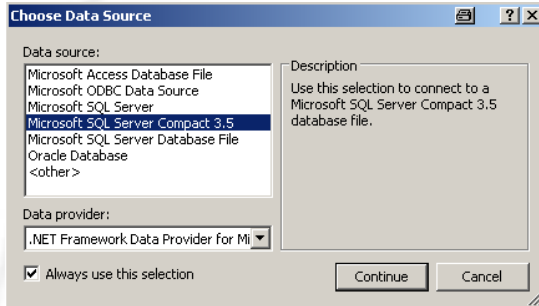 Choose Data Source
Data source:
Microsoft Access Database File
Microsoft ODBC Data Source
Microsoft SQL Server
Microsoft SQL Server Compact 3.5
Microsoft SQL Server Database File
Oracle Database
<other>
Description
Use this selection to connect to a
Microsoft SQL Server Compact 3.5
database file.
Data provider:
.NET Framework Data Provider for Mi
Always use this selection
Continue
Cancel